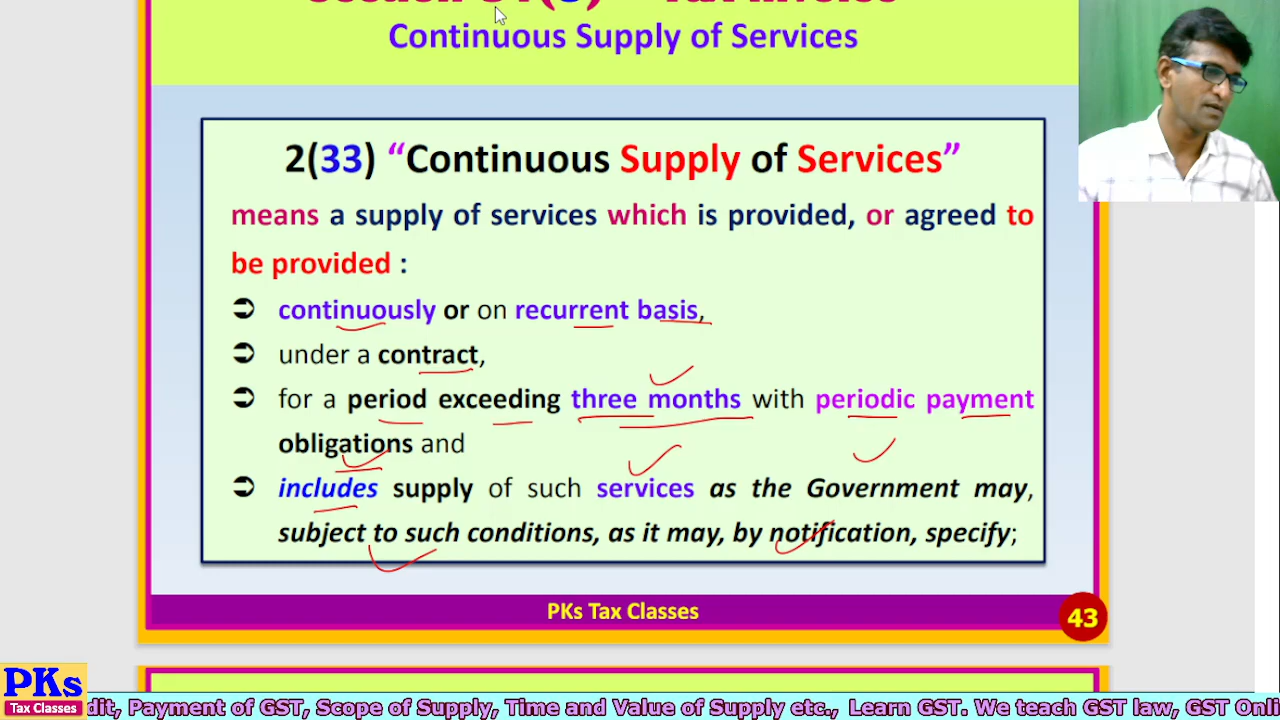 Continuous Supply of Services
2(33) “Continuous Supply of Services”
means a supply of services which is provided, or agreed to
be provided :
➲ continuously or on recurrent basis,
➲ under a contract,
➲ for a period exceeding three months with periodic payment
obligations and
➲ includes supply of such services as the Government may,
subject to such conditions, as it may, by notification, specify;
PKs Tax Classes
43
PKs
Tax Classes
dit, Payment of GST, Scope of Supply, Time and Value of Supply etc., Learn GST. We teach GST law, GST Onli